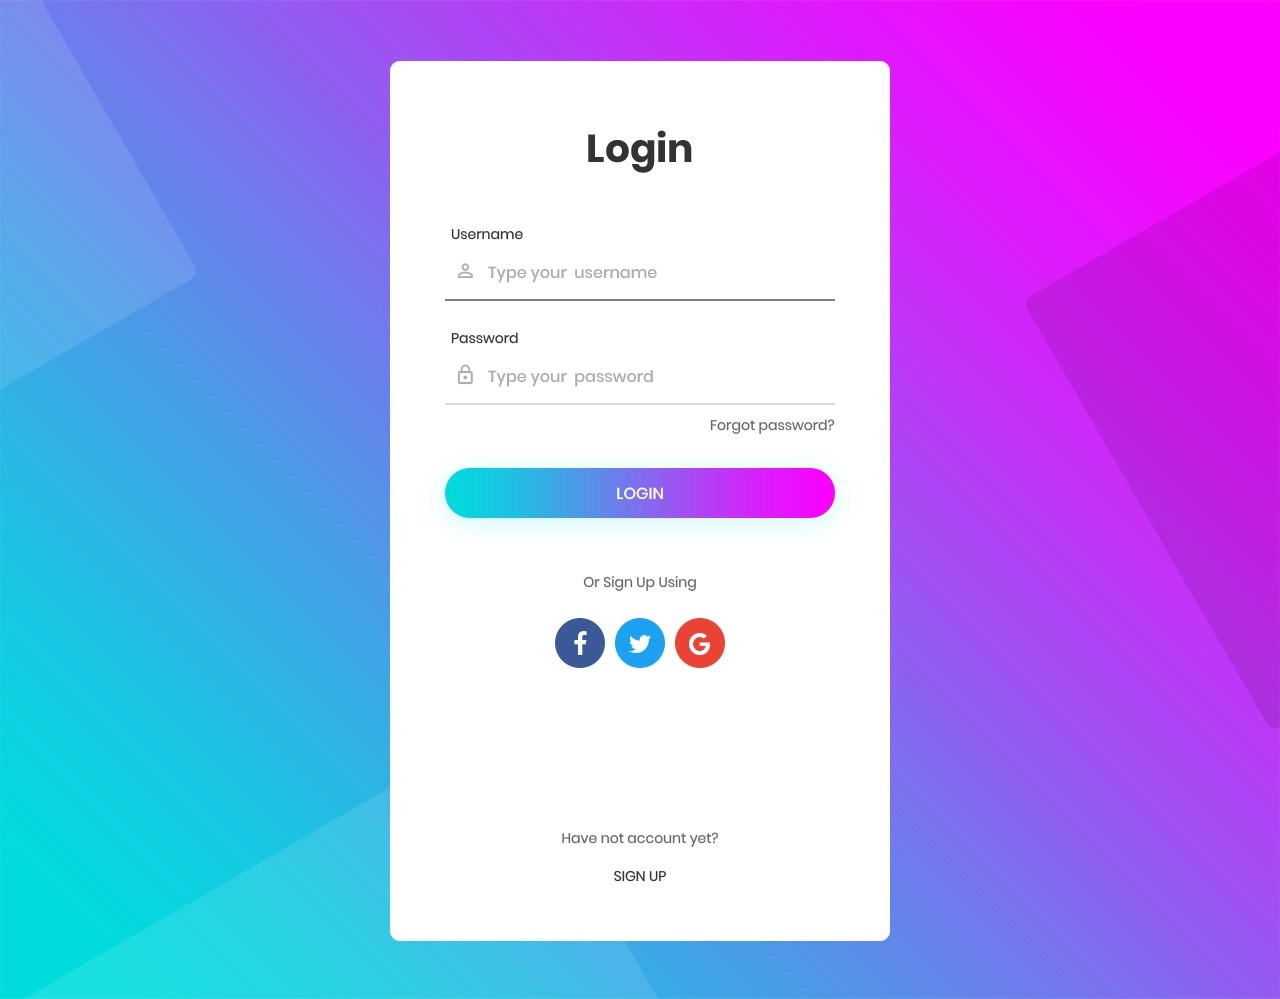 Login
Username
Type your  username
Password
Type your  password
Forgot password?
LOGIN
Or Sign Up Using
Have not account yet?
SIGN UP